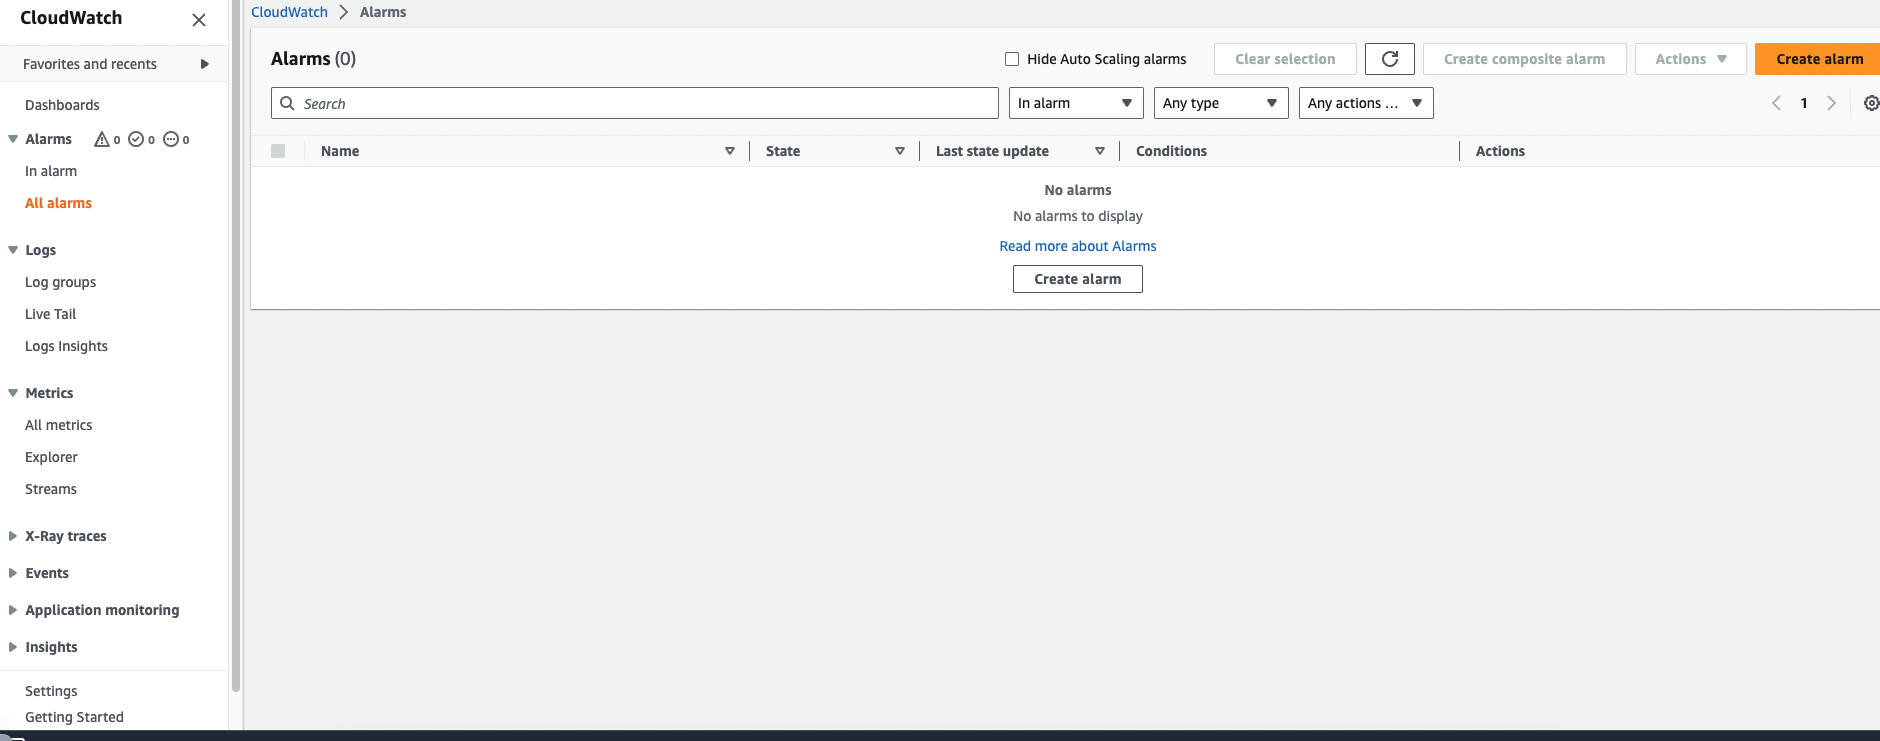 CloudWatch
Favorites and recents
Dashboards
Alarms 0 0 0
In alarm
All alarms
Logs
Log groups
Live Tail
Logs Insights
Metrics
All metrics
Explorer
Streams
X-Ray traces
Events
Application monitoring
Insights
Settings
Getting Started
CloudWatch Alarms
Alarms (0)
Hide Auto Scaling alarms
Clear selection
Create composite alarm
Actions
Create alarm
Search
In alarm
Any type
Any actions ...
1
Name State Last state update Conditions Actions
No alarms
No alarms to display
Read more about Alarms
Create alarm